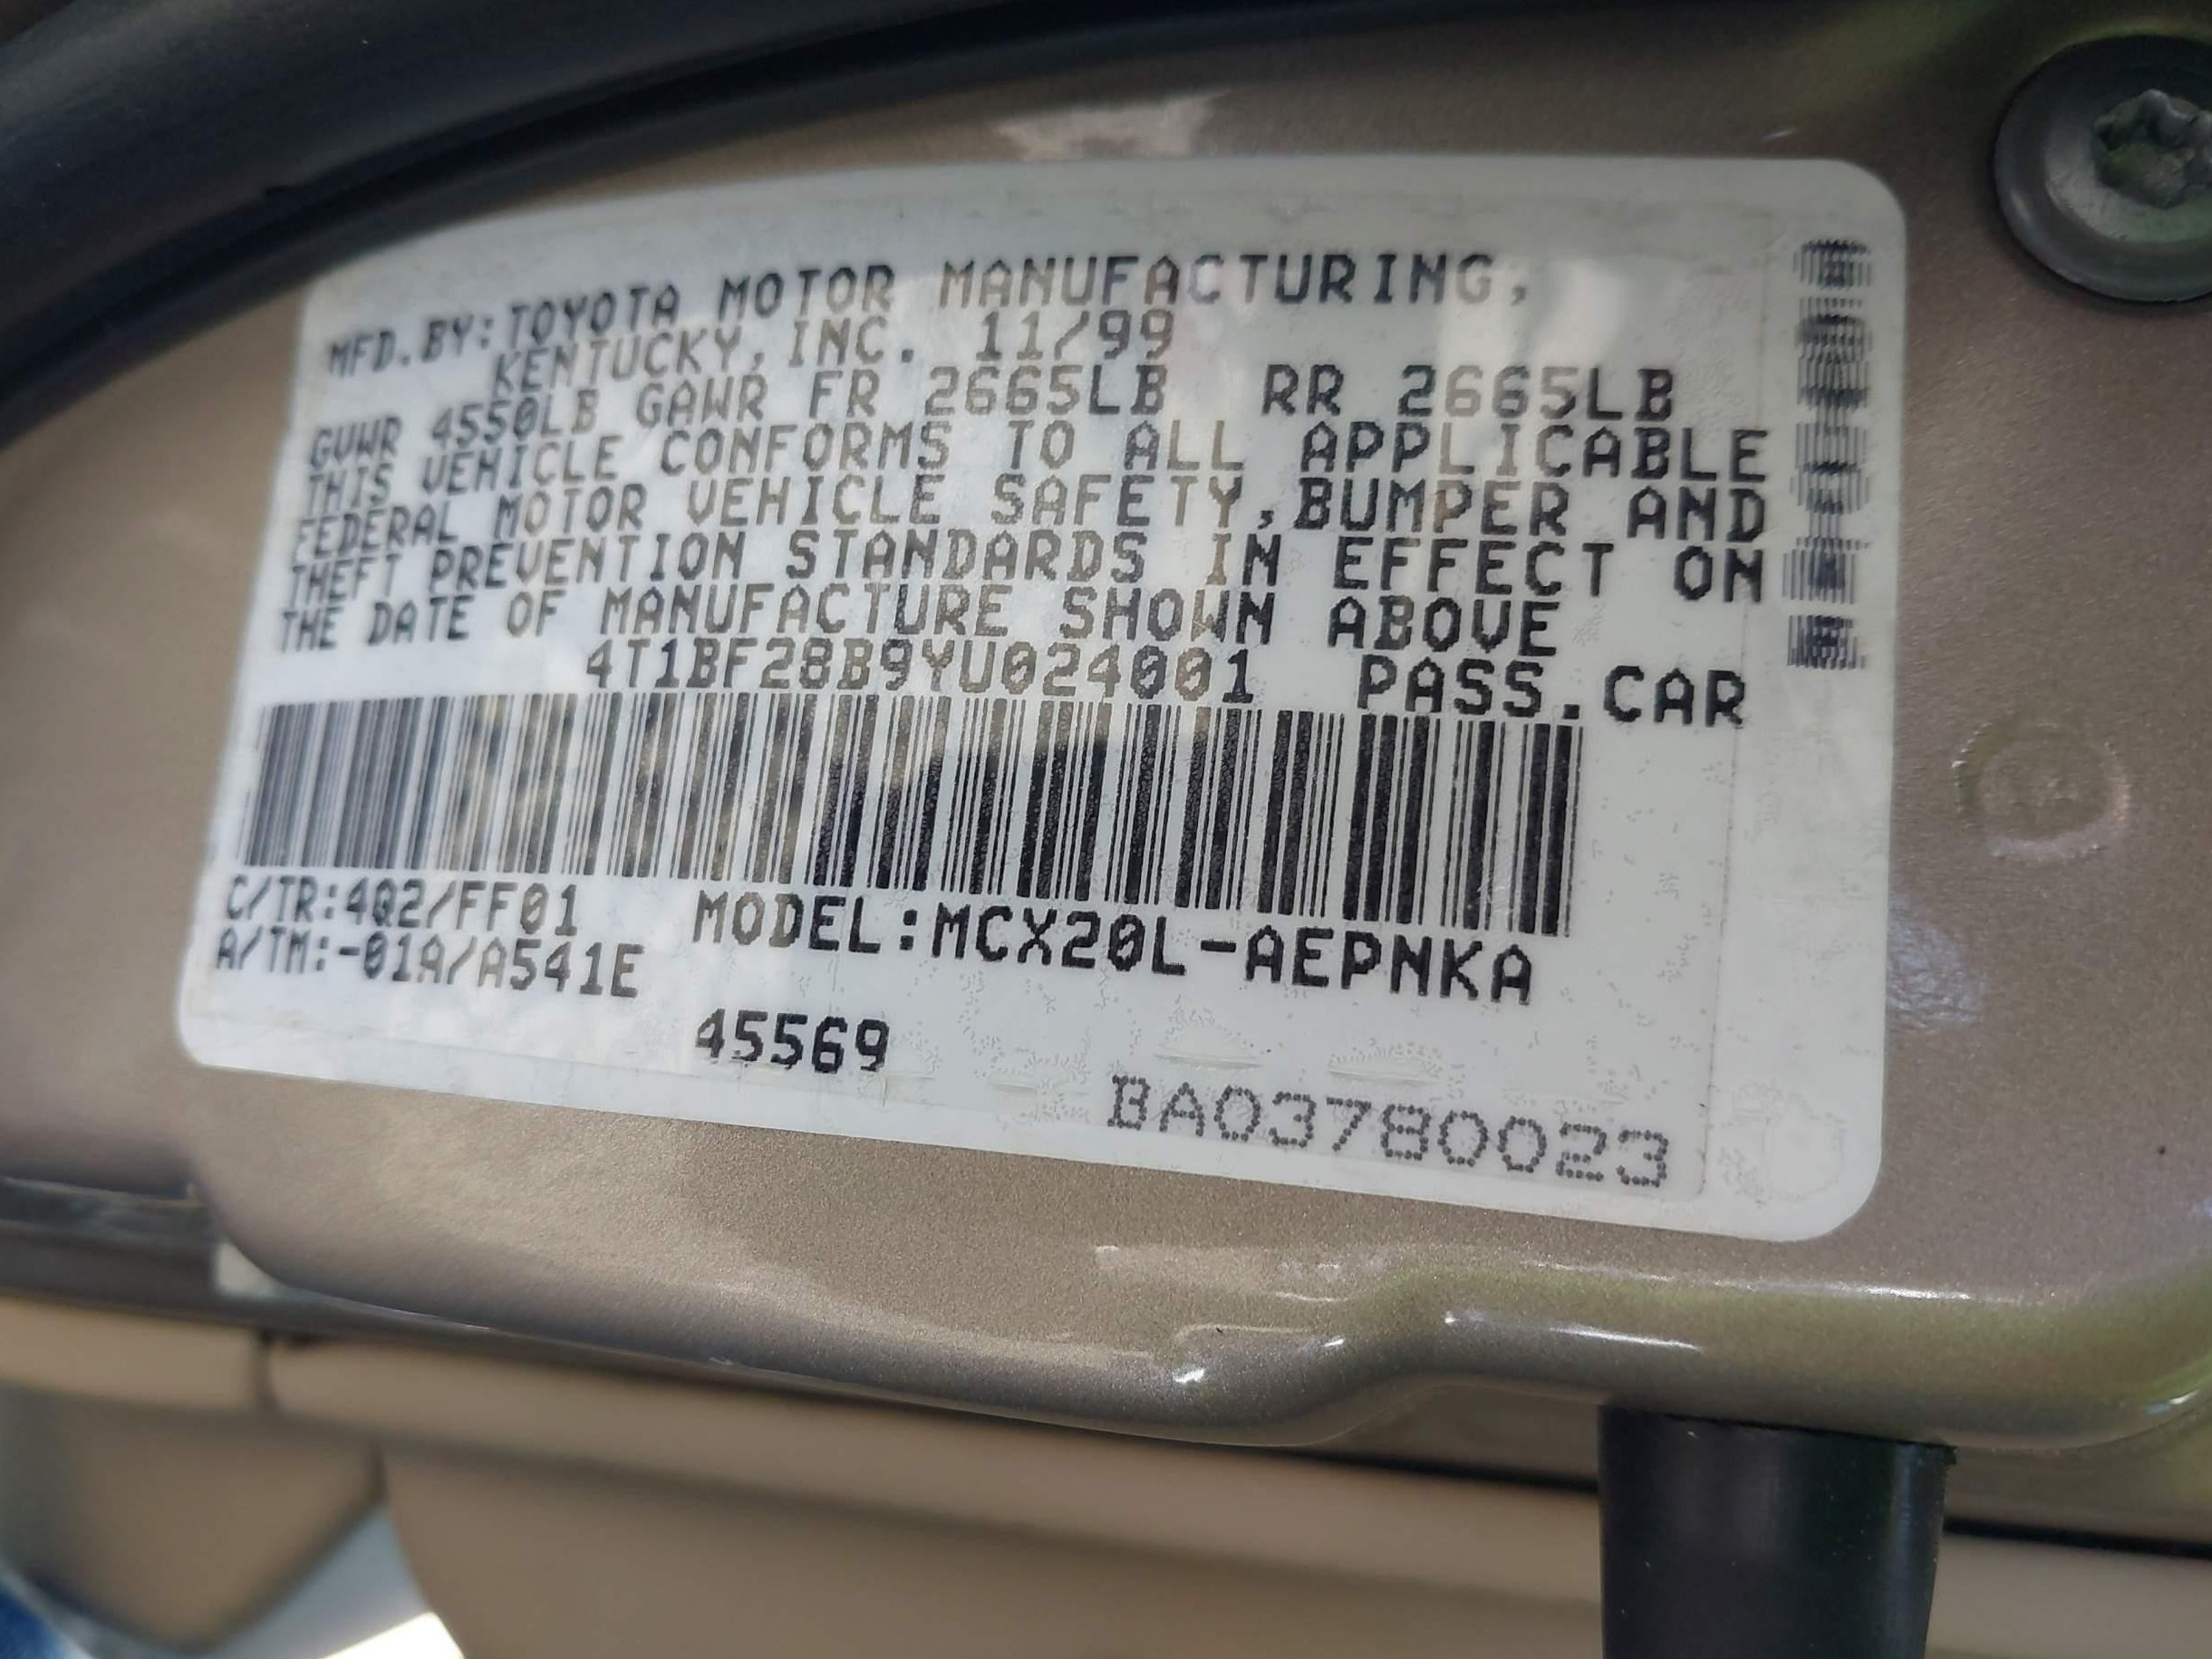 MFD.BY:TOYOTA MOTOR MANUFACTURING,
KENTUCKY,INC. 11/99
GVWR 4550LB GAWR FR 2665LB RR 2665LB
THIS VEHICLE CONFORMS TO ALL APPLICABLE
FEDERAL MOTOR VEHICLE SAFETY,BUMPER AND
THEFT PREVENTION STANDARDS IN EFFECT ON
THE DATE OF MANUFACTURE SHOWN ABOVE
4T1BF28B9YU024001 PASS.CAR
C/TR:4Q2/FF01 MODEL:MCX20L-AEPNKA
A/TM:-01A/A541E
45569
BA03780023